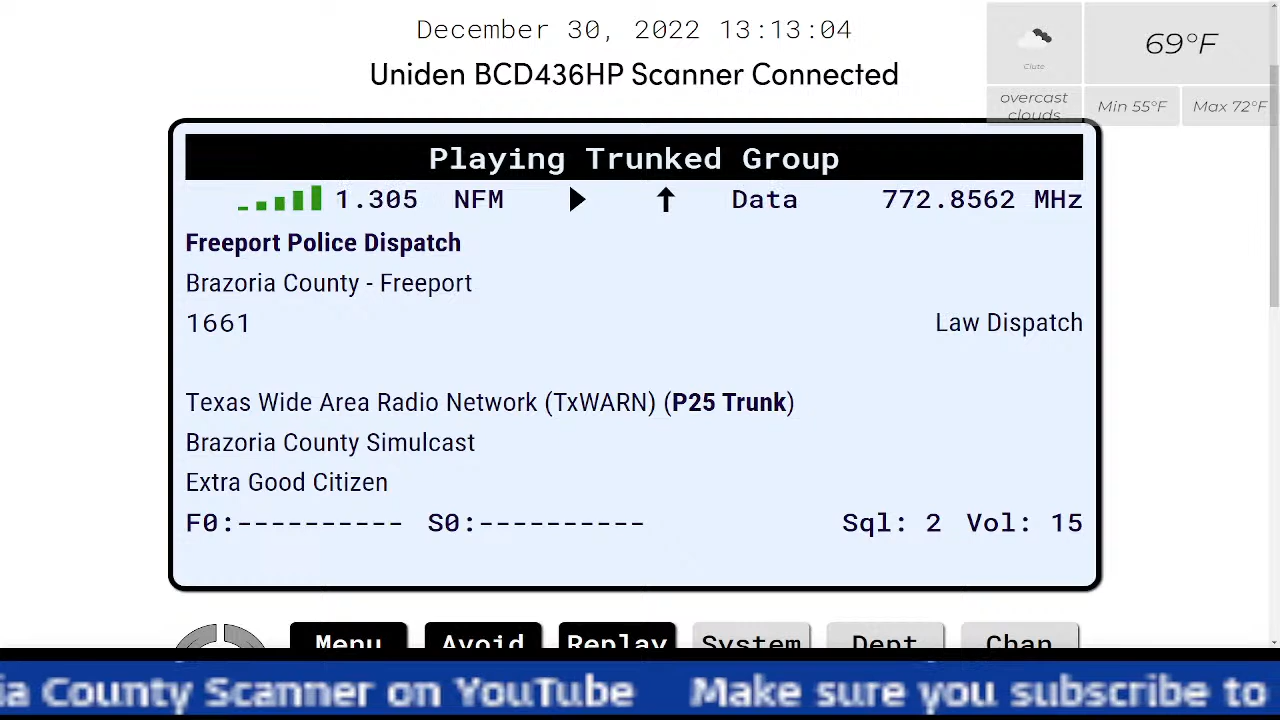 December 30, 2022 13:13:04
Uniden BCD436HP Scanner Connected
Clute
69°F
overcast clouds
Min 55°F
Max 72°F
Playing Trunked Group
1.305 NFM Data 772.8562 MHz
Freeport Police Dispatch
Brazoria County - Freeport
1661 Law Dispatch
Texas Wide Area Radio Network (TxWARN) (P25 Trunk)
Brazoria County Simulcast
Extra Good Citizen
F0:---------- S0:---------- Sql: 2 Vol: 15
Menu Avoid Replay System Dept Chan
ia County Scanner on YouTube Make sure you subscribe to